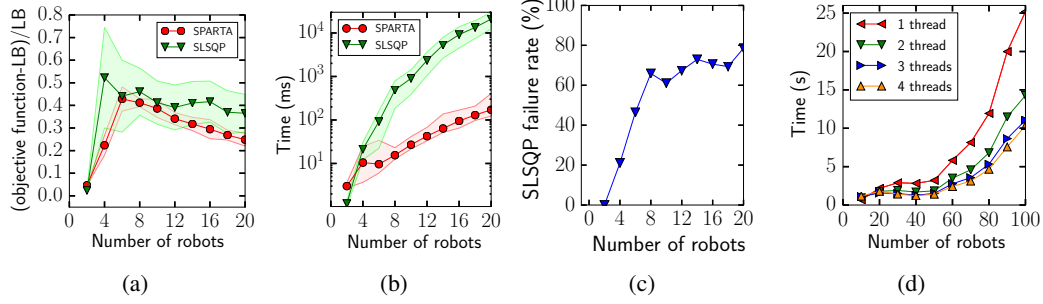 (objective function-LB)/LB
0.8
0.7
0.6
0.5
0.4
0.3
0.2
0.1
0.0
SPARTA
SLSQP
0 4 8 12 16 20
Number of robots
(a)
Time (ms)
10^4
10^3
10^2
10^1
SPARTA
SLSQP
0 4 8 12 16 20
Number of robots
(b)
SLSQP failure rate (%)
100
80
60
40
20
0
0 4 8 12 16 20
Number of robots
(c)
Time (s)
25
20
15
10
5
0
1 thread
2 thread
3 threads
4 threads
0 20 40 60 80 100
Number of robots
(d)